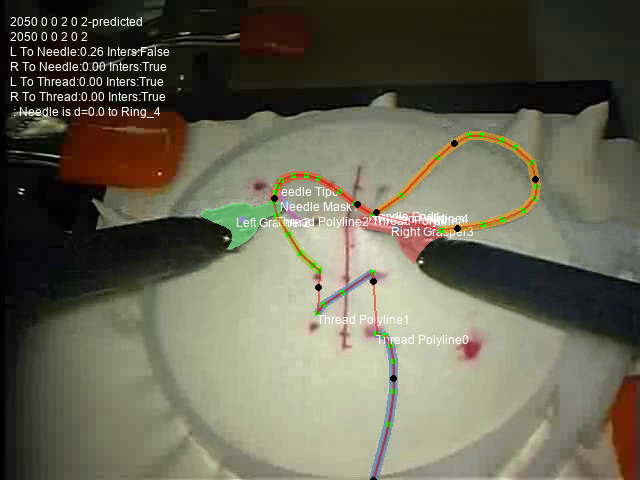 2050 0 0 2 0 2-predicted
2050 0 0 2 0 2
L To Needle:0.26 Inters:False
R To Needle:0.00 Inters:True
L To Thread:0.00 Inters:True
R To Thread:0.00 Inters:True
: Needle is d=0.0 to Ring_4
eedle Tip
Needle Mask
Left Grasper
Thread Polyline2
Right Grasper3
Thread Polyline1
Thread Polyline0